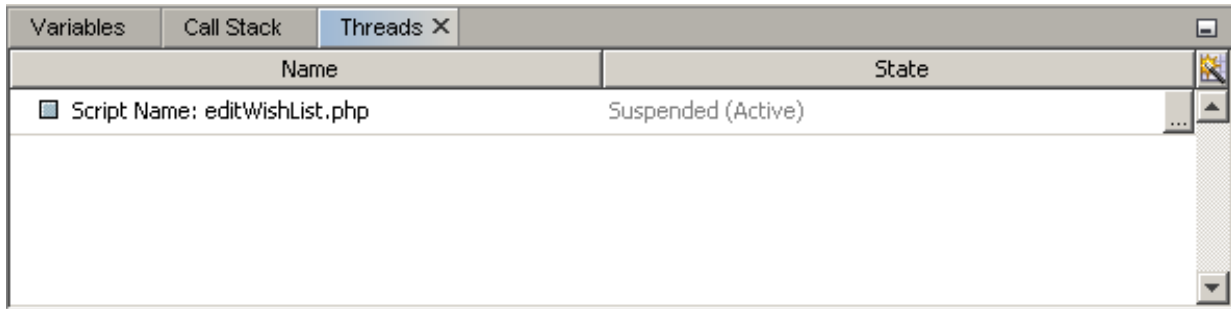 Variables Call Stack Threads
Name State
Script Name: editWishList.php Suspended (Active) ...